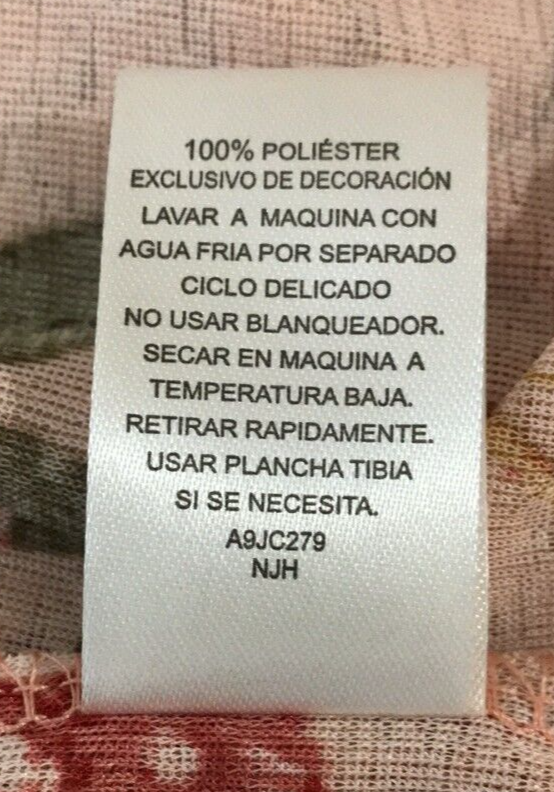 100% POLIÉSTER
EXCLUSIVO DE DECORACIÓN
LAVAR A MAQUINA CON
AGUA FRIA POR SEPARADO
CICLO DELICADO
NO USAR BLANQUEADOR.
SECAR EN MAQUINA A
TEMPERATURA BAJA.
RETIRAR RAPIDAMENTE.
USAR PLANCHA TIBIA
SI SE NECESITA.
A9JC279
NJH